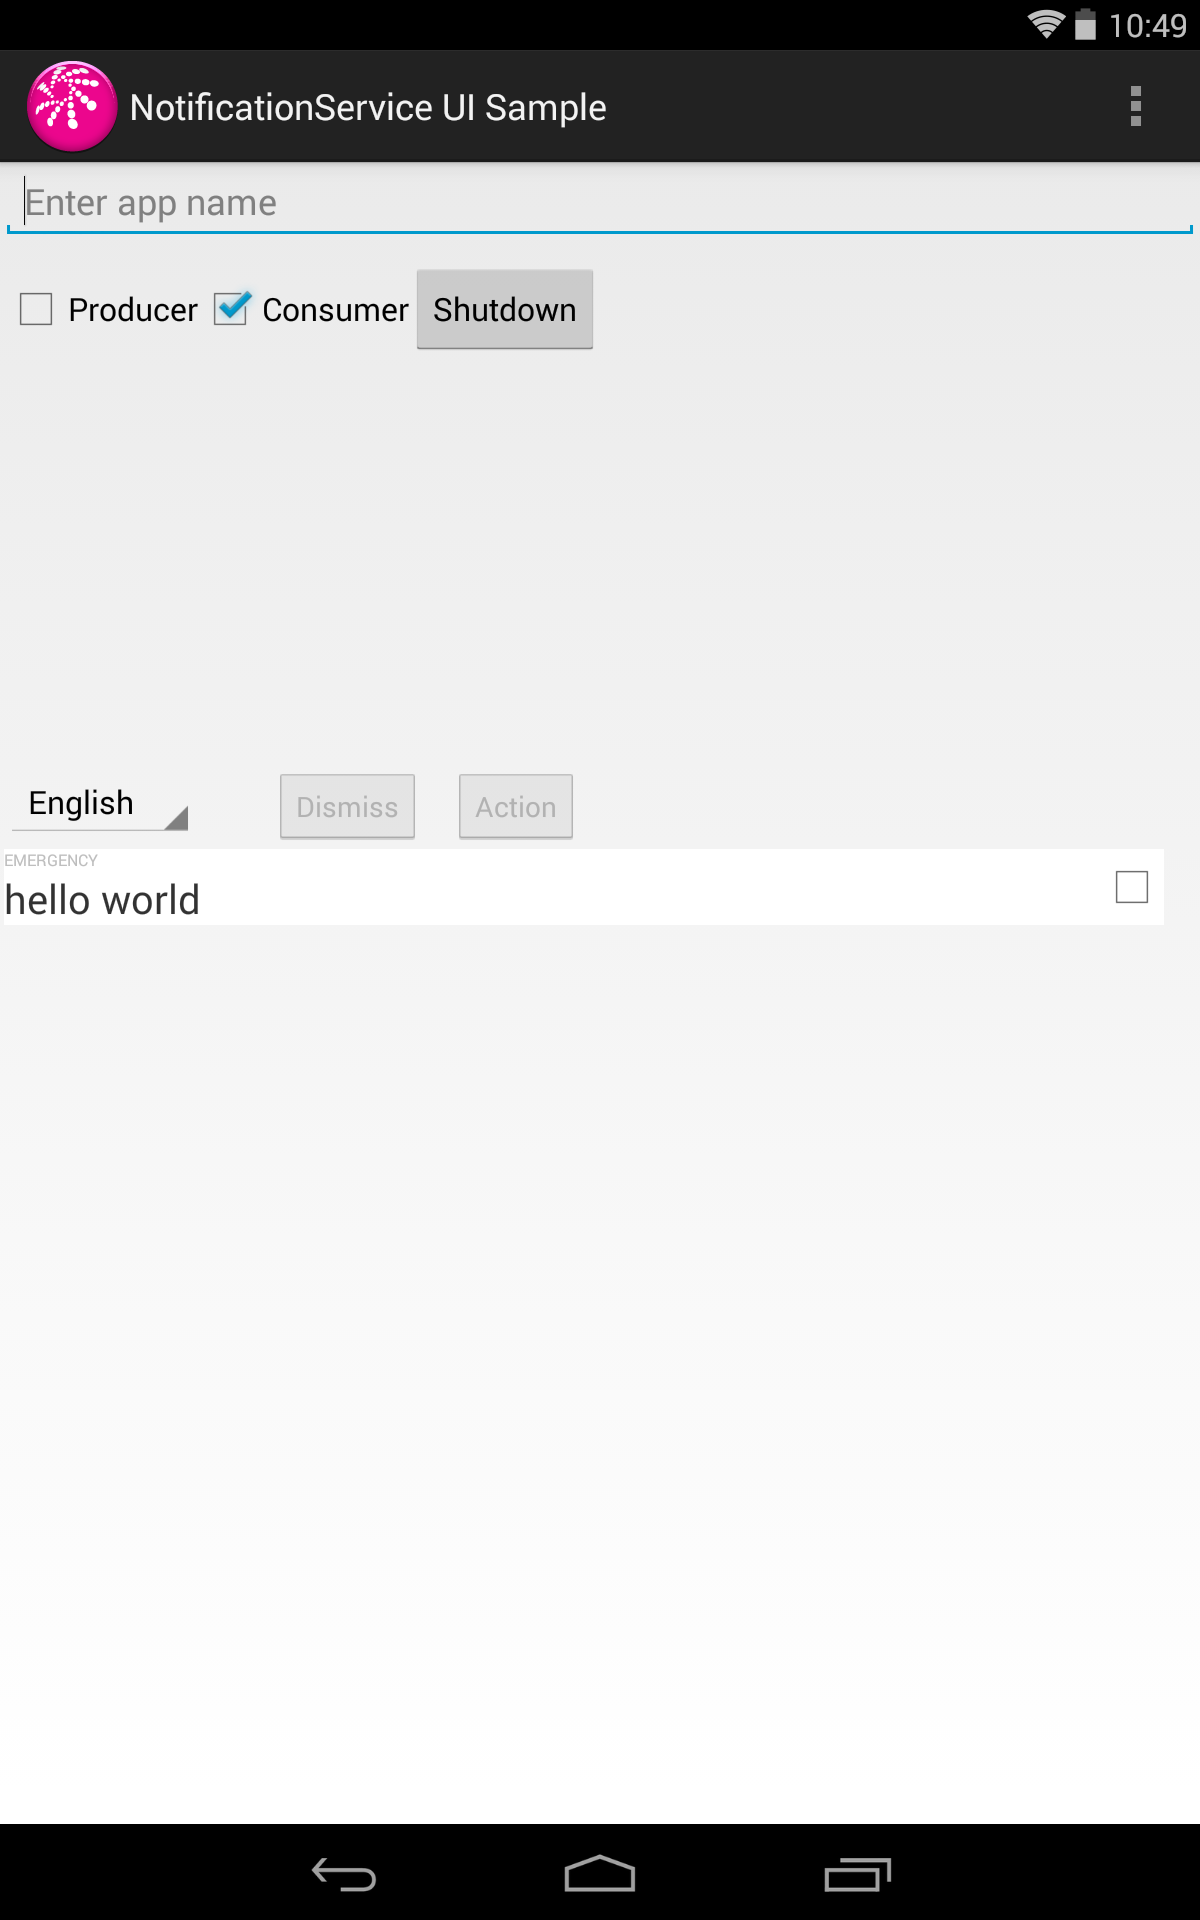 10:49
NotificationService UI Sample
Enter app name
Producer Consumer Shutdown
English Dismiss Action
EMERGENCY
hello world